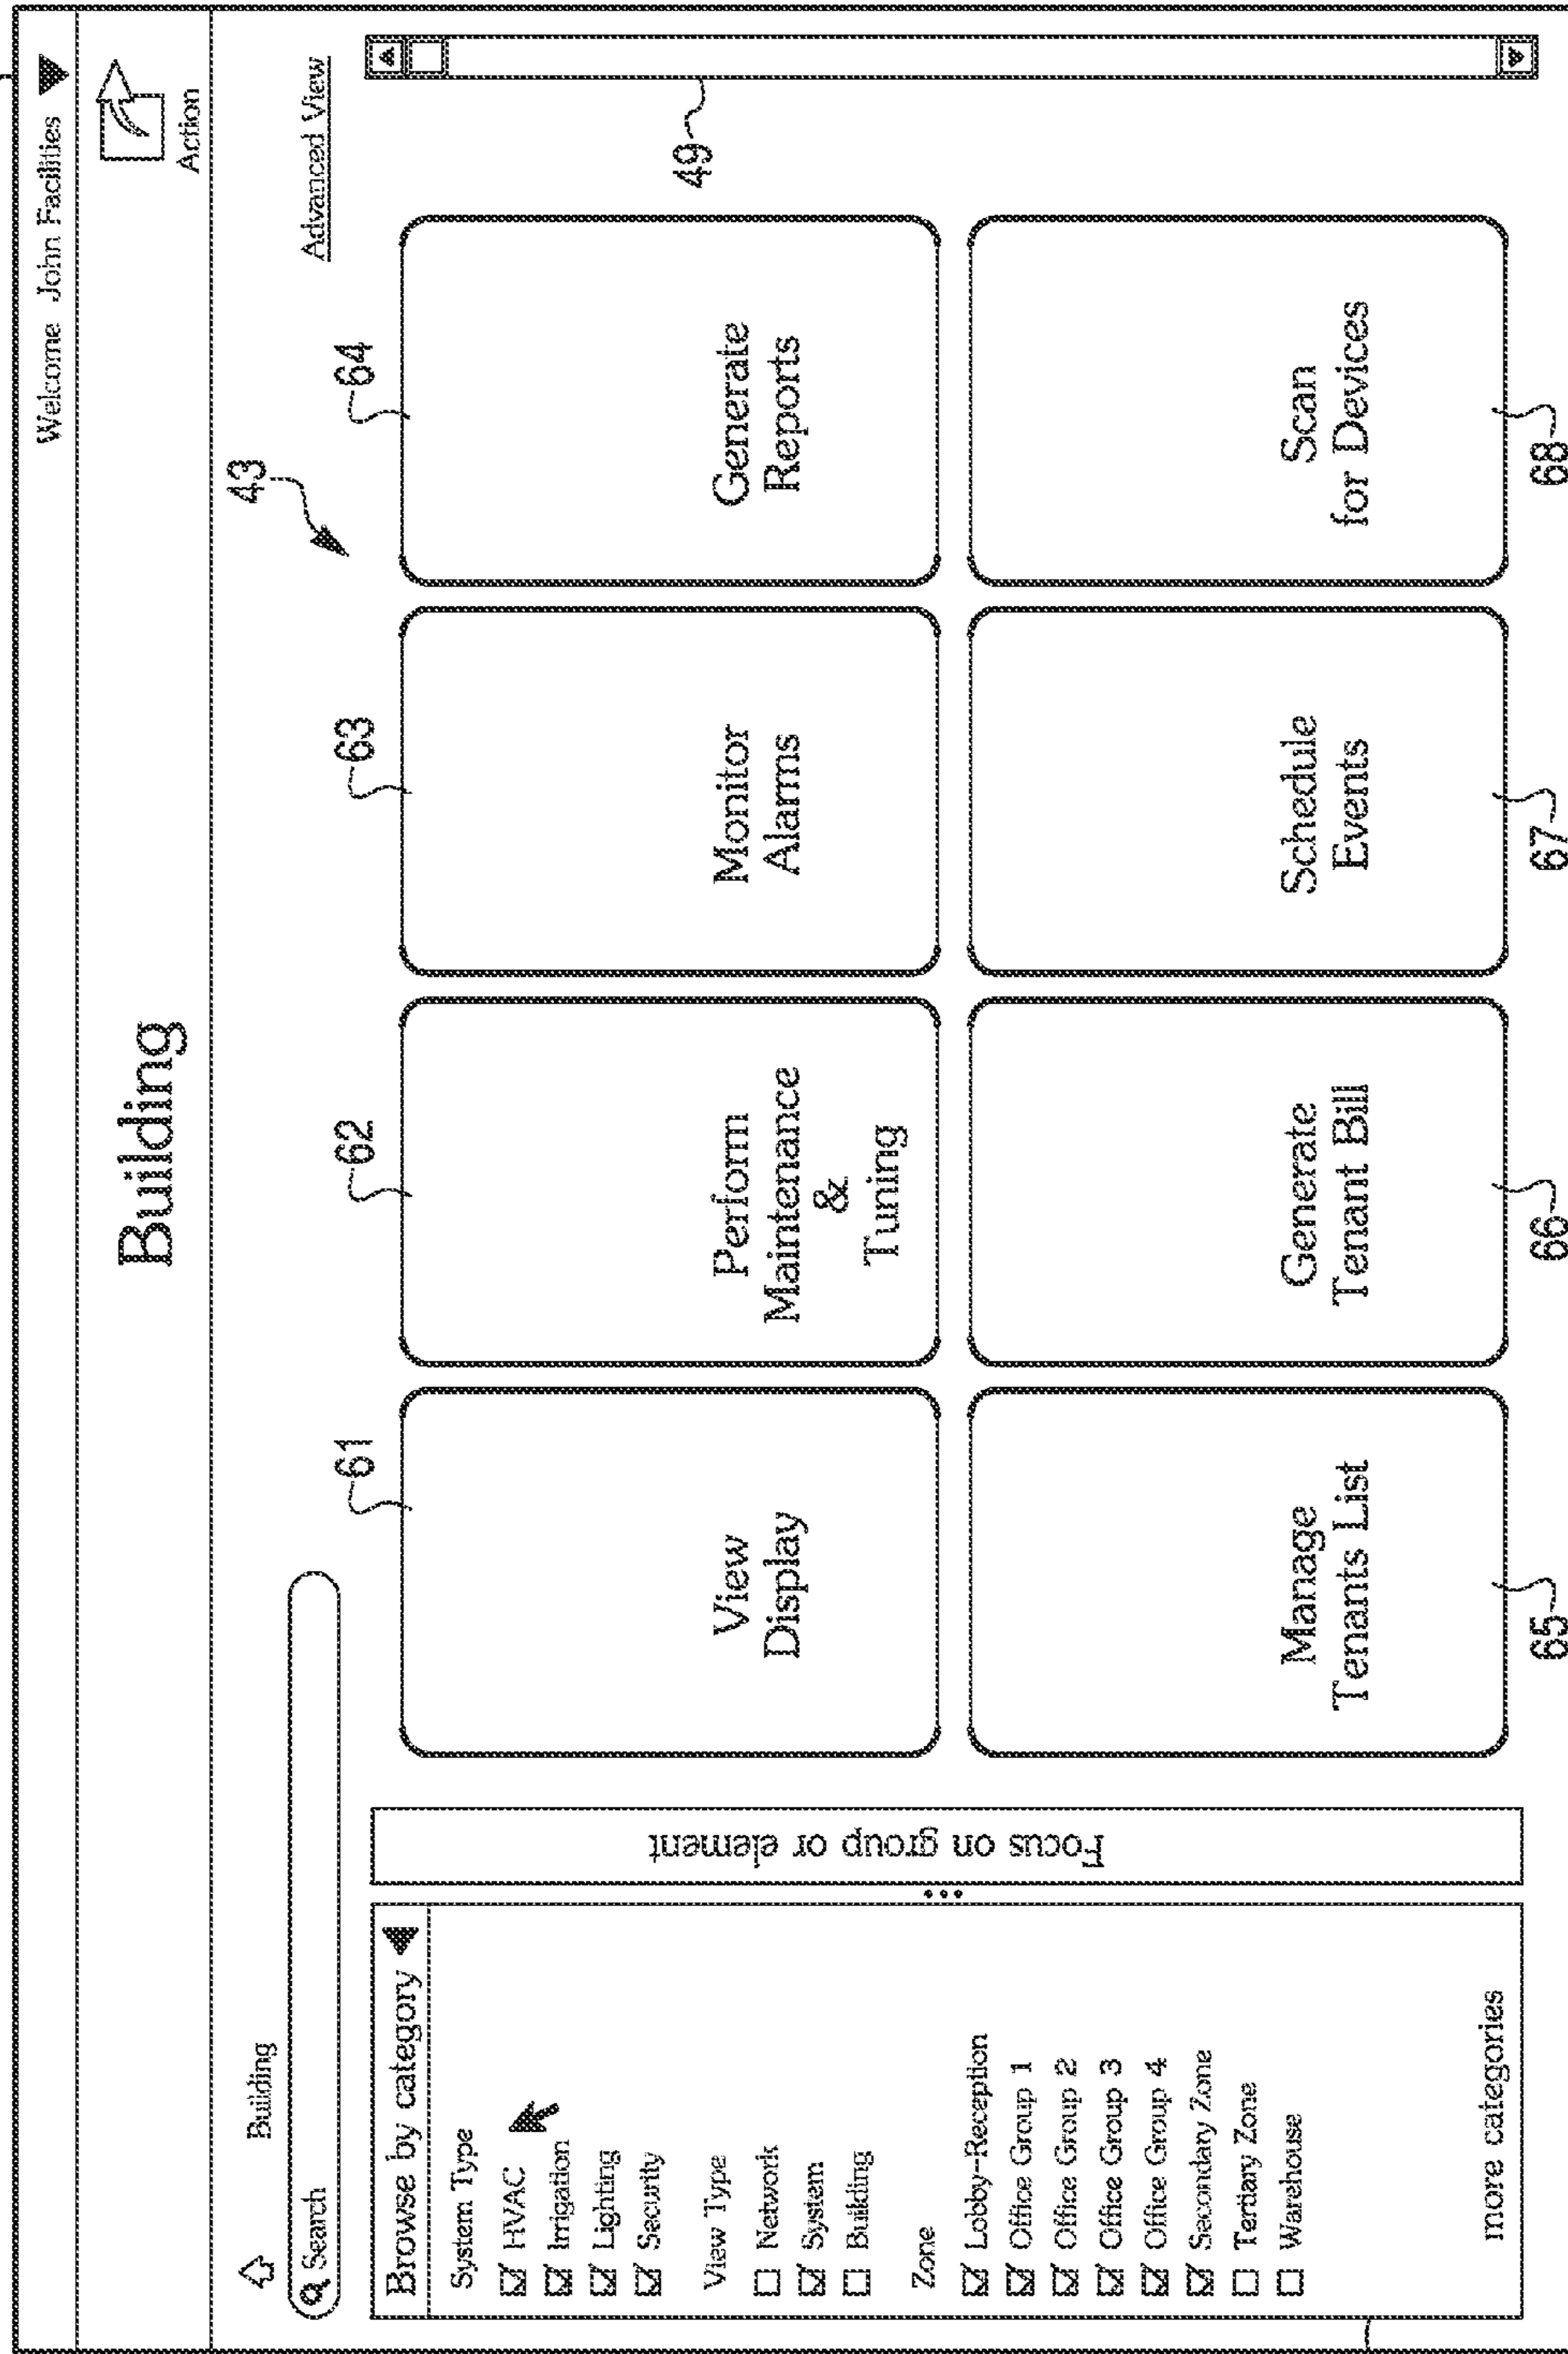 Welcome John Facilities
Building
Action
Building
Search
Advanced View
43
Browse by category
System Type
HVAC
Irrigation
Lighting
Security
View Type
Network
System
Building
Zone
Lobby-Reception
Office Group 1
Office Group 2
Office Group 3
Office Group 4
Secondary Zone
Tertiary Zone
Warehouse
more categories
Focus on group or element
61
62
63
64
View
Display
Perform
Maintenance
&
Tuning
Monitor
Alarms
Generate
Reports
49
Manage
Tenants List
Generate
Tenant Bill
Schedule
Events
Scan
for Devices
65
66
67
68